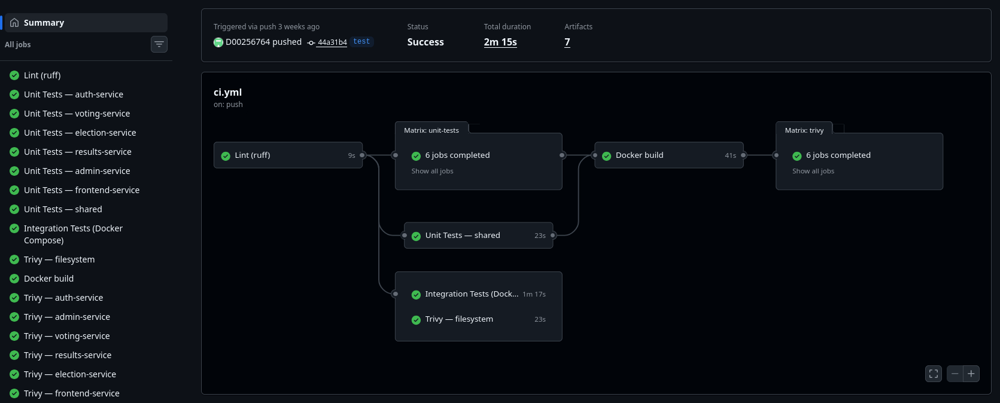 Summary
All jobs
Lint (ruff)
Unit Tests — auth-service
Unit Tests — voting-service
Unit Tests — election-service
Unit Tests — results-service
Unit Tests — admin-service
Unit Tests — frontend-service
Unit Tests — shared
Integration Tests (Docker
Compose)
Trivy — filesystem
Docker build
Trivy — auth-service
Trivy — admin-service
Trivy — voting-service
Trivy — results-service
Trivy — election-service
Trivy — frontend-service
Triggered via push 3 weeks ago
D00256764 pushed 44a31b4 test
Status
Success
Total duration
2m 15s
Artifacts
7
ci.yml
on: push
Lint (ruff) 9s
Matrix: unit-tests
6 jobs completed
Show all jobs
Unit Tests — shared 23s
Integration Tests (Dock... 1m 17s
Trivy — filesystem 23s
Docker build 41s
Matrix: trivy
6 jobs completed
Show all jobs